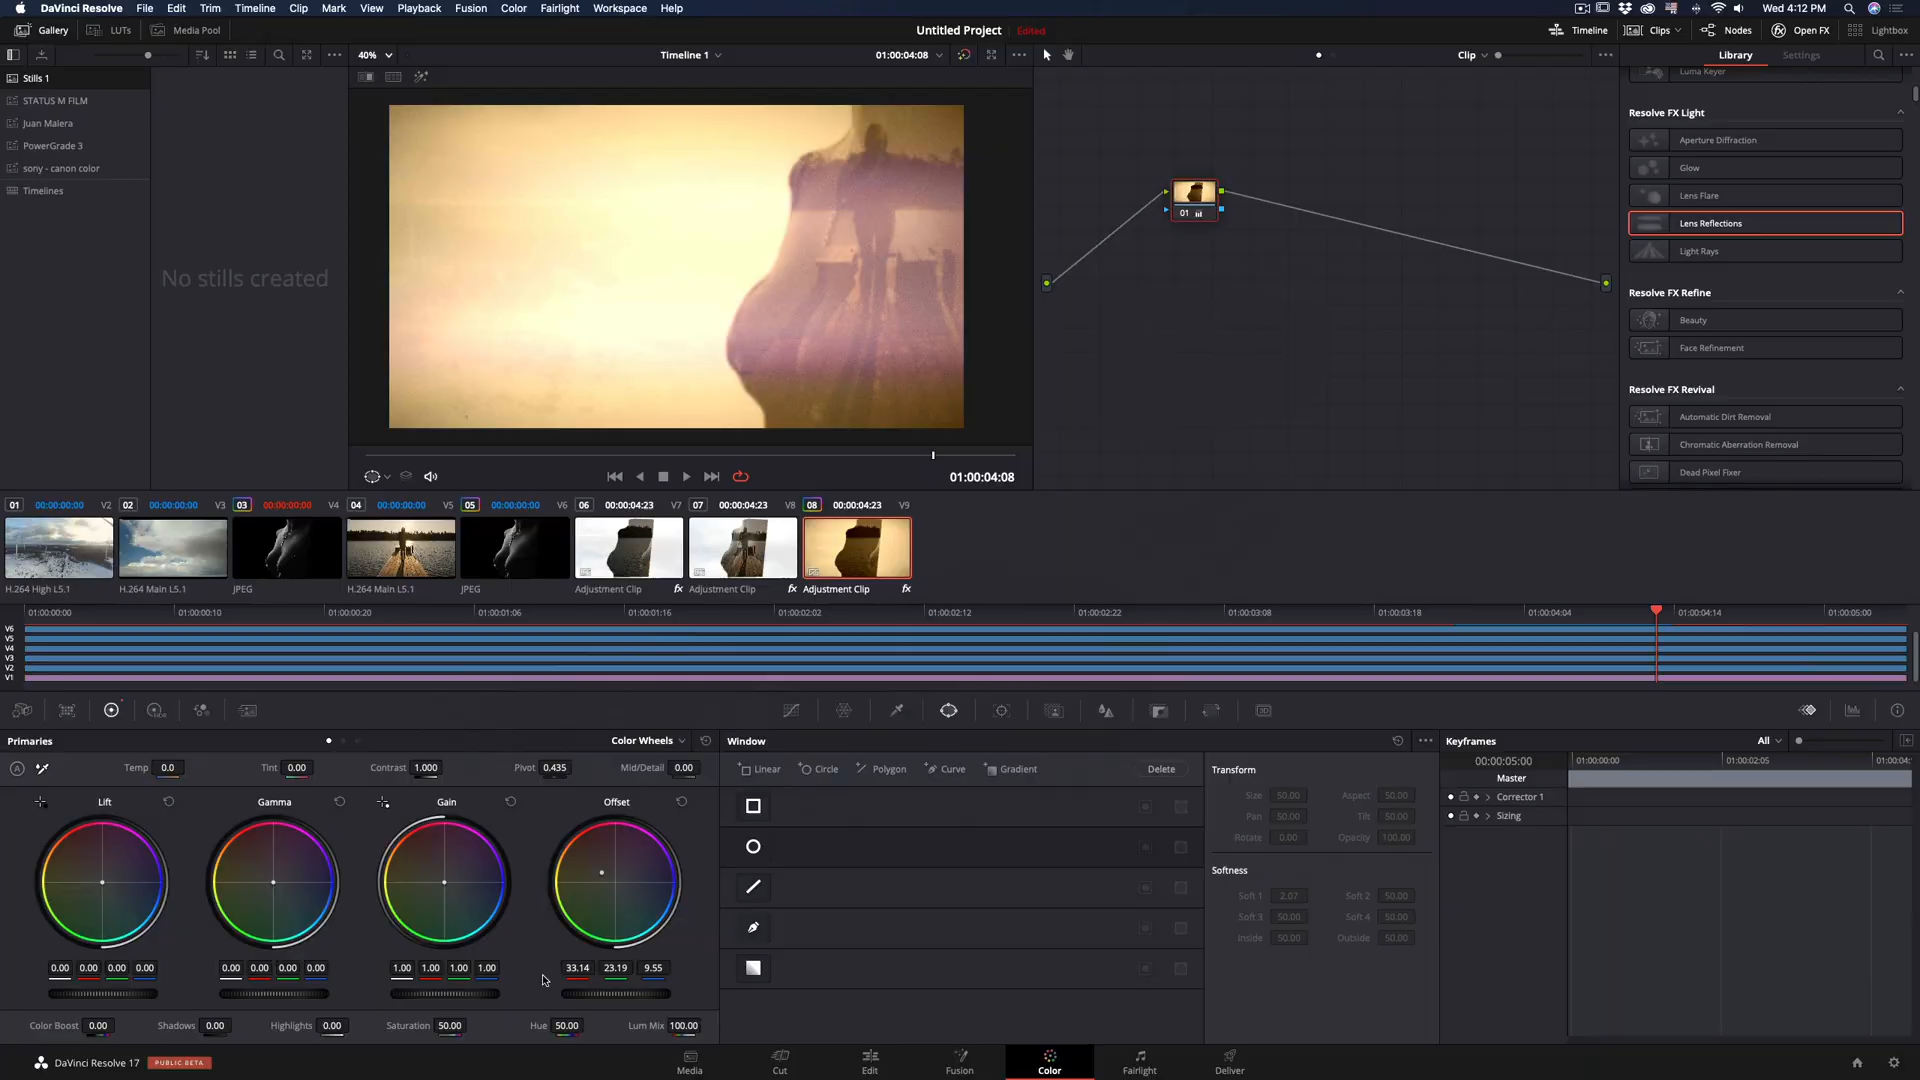 DaVinci Resolve File Edit Trim Timeline Clip Mark View Playback Fusion Color Fairlight Workspace Help Wed 4:12 PM
Gallery LUTs Media Pool Untitled Project Edited Timeline Clips Nodes Open FX Lightbox
40% Timeline 1 01:00:04:08 Clip Library Settings
Stills 1
STATUS M FILM
Juan Malera
PowerGrade 3
sony - canon color
Timelines
No stills created
Luma Keyer
Resolve FX Light
Aperture Diffraction
Glow
Lens Flare
Lens Reflections
Light Rays
Resolve FX Refine
Beauty
Face Refinement
Resolve FX Revival
Automatic Dirt Removal
Chromatic Aberration Removal
Dead Pixel Fixer
01
01:00:04:08
01 00:00:00:00 V2 02 00:00:00:00 V3 03 00:00:00:00 V4 04 00:00:00:00 V5 05 00:00:00:00 V6 06 00:00:04:23 V7 07 00:00:04:23 V8 08 00:00:04:23 V9
H.264 High L5.1 H.264 Main L5.1 JPEG H.264 Main L5.1 JPEG Adjustment Clip fx Adjustment Clip fx Adjustment Clip fx
01:00:00:00 01:00:00:10 01:00:00:20 01:00:01:06 01:00:01:16 01:00:02:02 01:00:02:12 01:00:02:22 01:00:03:08 01:00:03:18 01:00:04:04 01:00:04:14 01:00:05:00
V6
V5
V4
V3
V2
V1
Primaries Color Wheels Window Keyframes All
Temp 0.0 Tint 0.00 Contrast 1.000 Pivot 0.435 Mid/Detail 0.00
Linear Circle Polygon Curve Gradient Delete
Transform
Size 50.00 Aspect 50.00
Pan 50.00 Tilt 50.00
Rotate 0.00 Opacity 100.00
Softness
Soft 1 2.07 Soft 2 50.00
Soft 3 50.00 Soft 4 50.00
Inside 50.00 Outside 50.00
00:00:05:00 01:00:00:00 01:00:02:05 01:00:04:
Master
Corrector 1
Sizing
Lift Gamma Gain Offset
0.00 0.00 0.00 0.00 0.00 0.00 0.00 0.00 1.00 1.00 1.00 1.00 33.14 23.19 9.55
Color Boost 0.00 Shadows 0.00 Highlights 0.00 Saturation 50.00 Hue 50.00 Lum Mix 100.00
DaVinci Resolve 17 PUBLIC BETA Media Cut Edit Fusion Color Fairlight Deliver